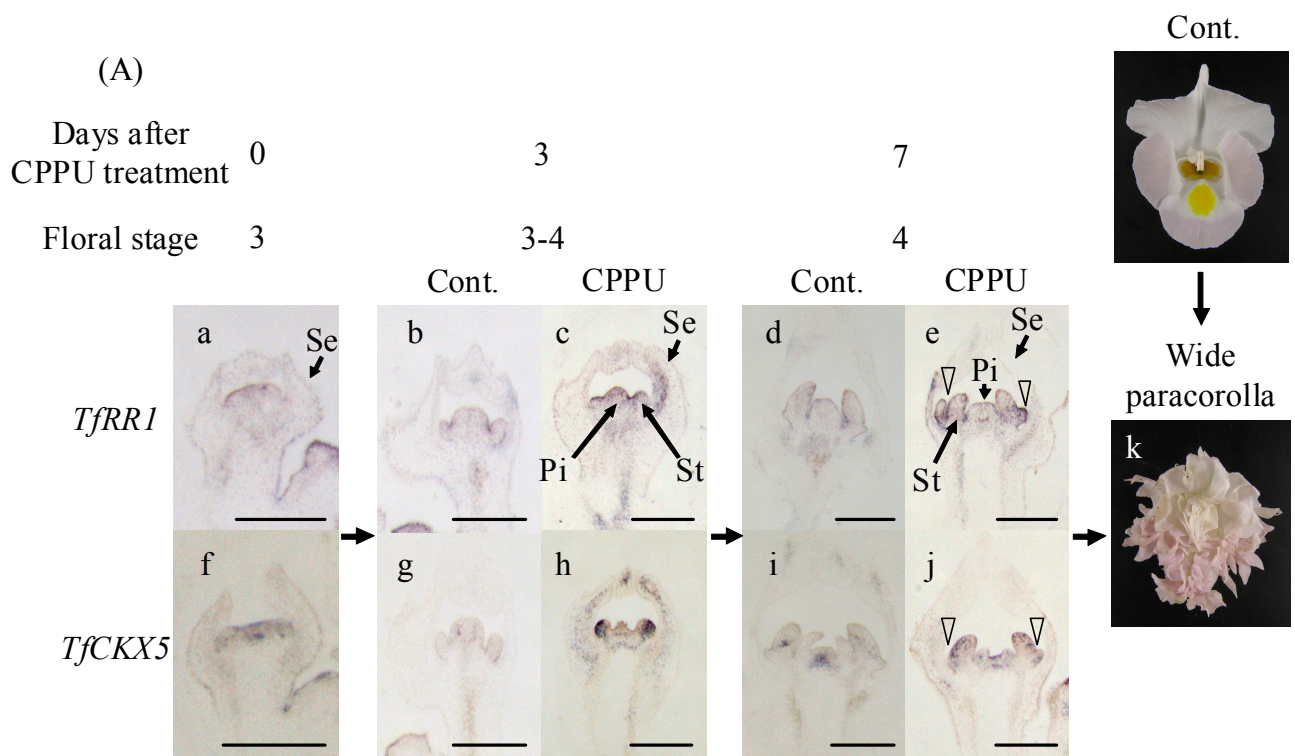 (A)
Cont.
Days after
CPPU treatment
0
3
7
Floral stage
3
3-4
4
Cont.
CPPU
Cont.
CPPU
Wide
paracorolla
TfRR1
a
Se
b
c
Se
Pi
St
d
e
Se
Pi
St
k
TfCKX5
f
g
h
i
j